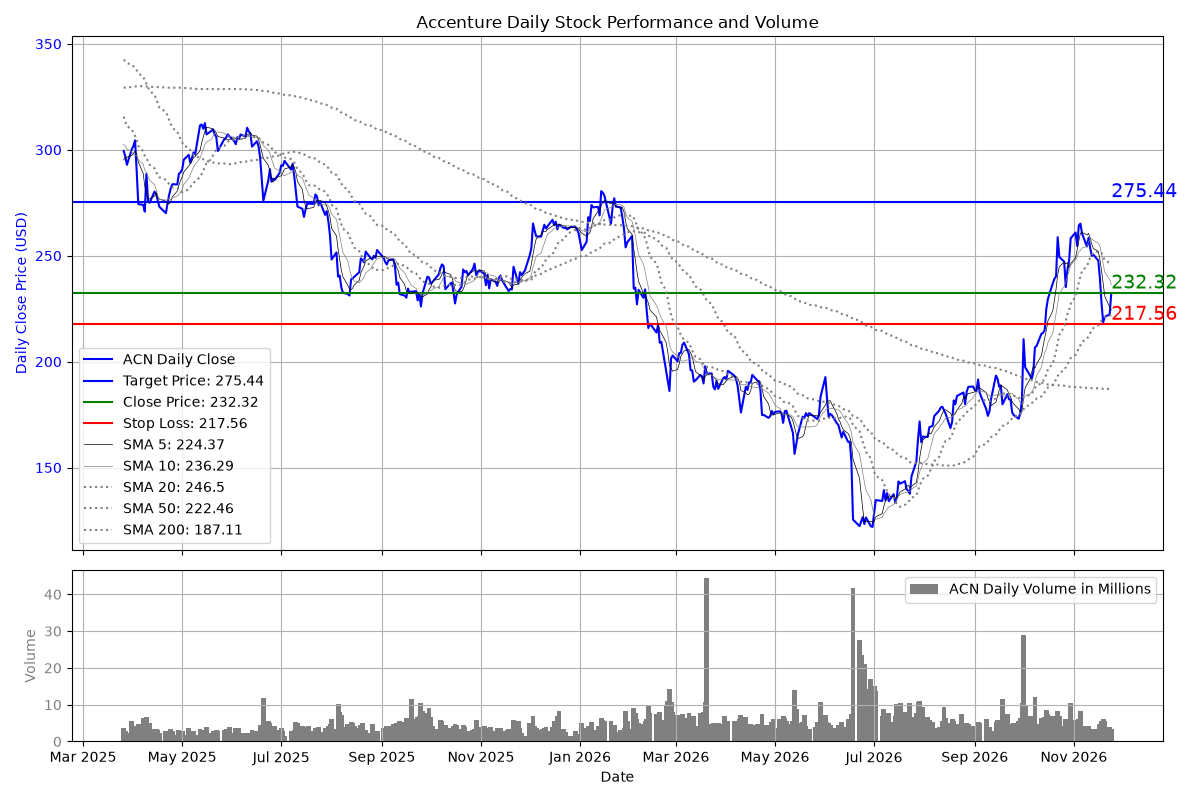 Accenture Daily Stock Performance and Volume
350
300
250
200
150
Daily Close Price (USD)
275.44
232.32
217.56
ACN Daily Close
Target Price: 275.44
Close Price: 232.32
Stop Loss: 217.56
SMA 5: 224.37
SMA 10: 236.29
SMA 20: 246.5
SMA 50: 222.46
SMA 200: 187.11
40
30
20
10
0
Volume
ACN Daily Volume in Millions
Mar 2025 May 2025 Jul 2025 Sep 2025 Nov 2025 Jan 2026 Mar 2026 May 2026 Jul 2026 Sep 2026 Nov 2026
Date